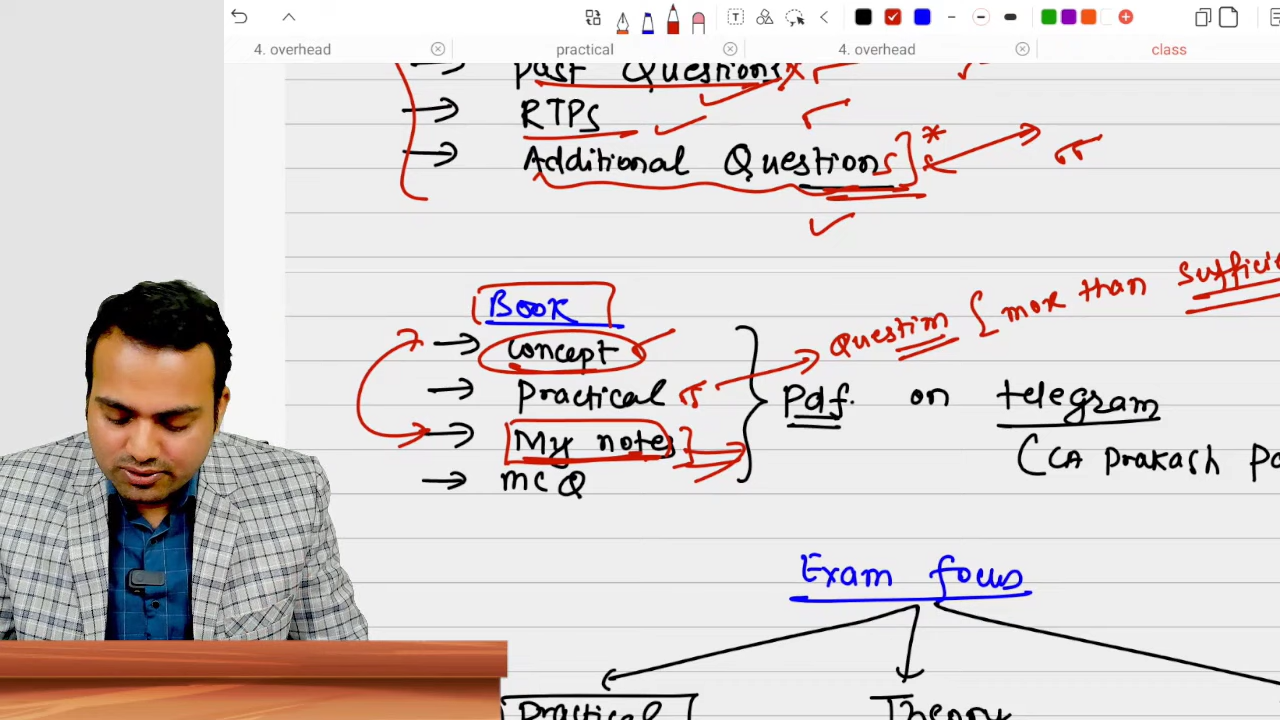 4. overhead
practical
4. overhead
class
past Questions
RTPs
Additional Questions
Book
Concept
Practical
My notes
MCQ
Question { more than
Pdf. on telegram
(CA Prakash
Exam focus
Practical
Theory